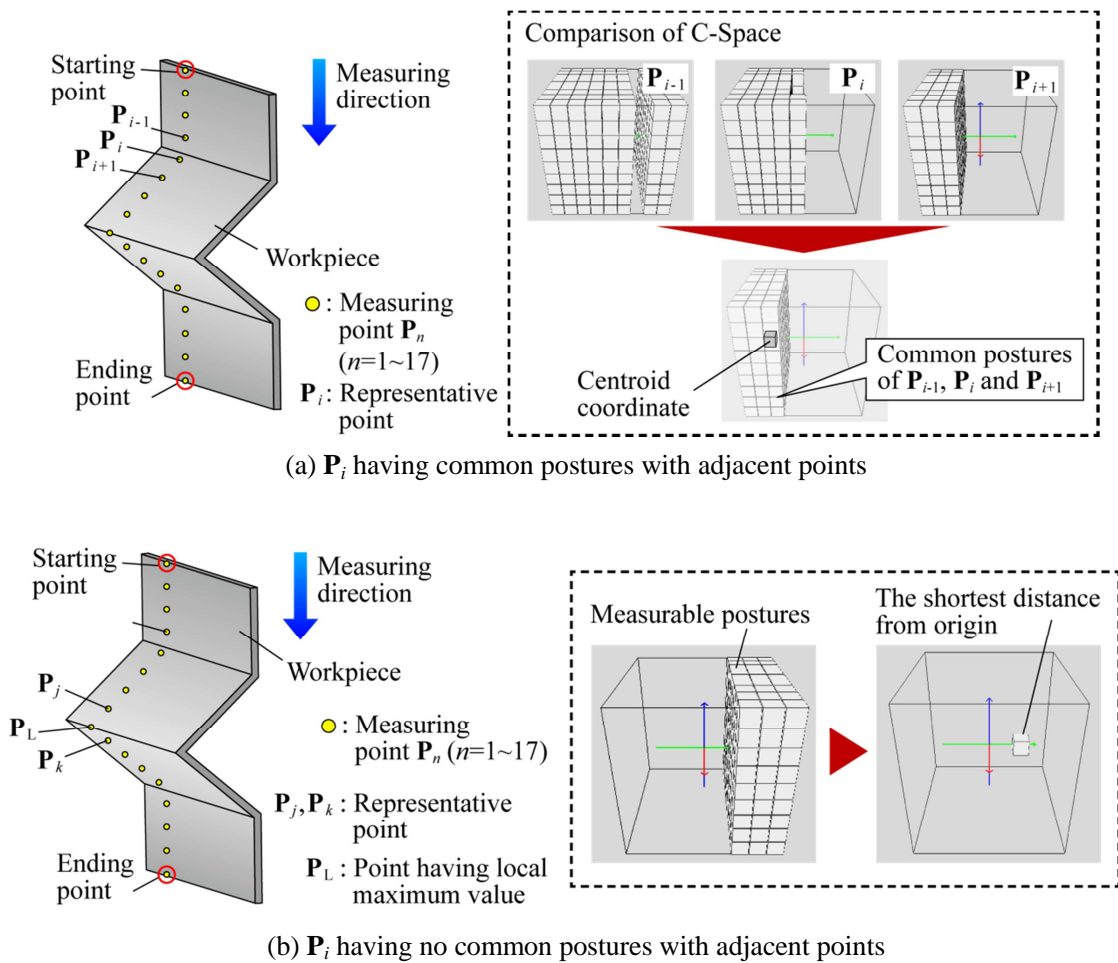 Starting
point
Measuring
direction
P_{i-1}
P_i
P_{i+1}
Workpiece
: Measuring
point P_n
(n=1~17)
Ending
point
P_i : Representative
point
Comparison of C-Space
P_{i-1}
P_i
P_{i+1}
Centroid
coordinate
Common postures
of P_{i-1}, P_i and P_{i+1}
(a) P_i having common postures with adjacent points
Starting
point
Measuring
direction
Workpiece
P_j
P_L
P_k
: Measuring
point P_n (n=1~17)
P_j, P_k : Representative
point
Ending
point
P_L : Point having local
maximum value
Measurable postures
The shortest distance
from origin
(b) P_i having no common postures with adjacent points